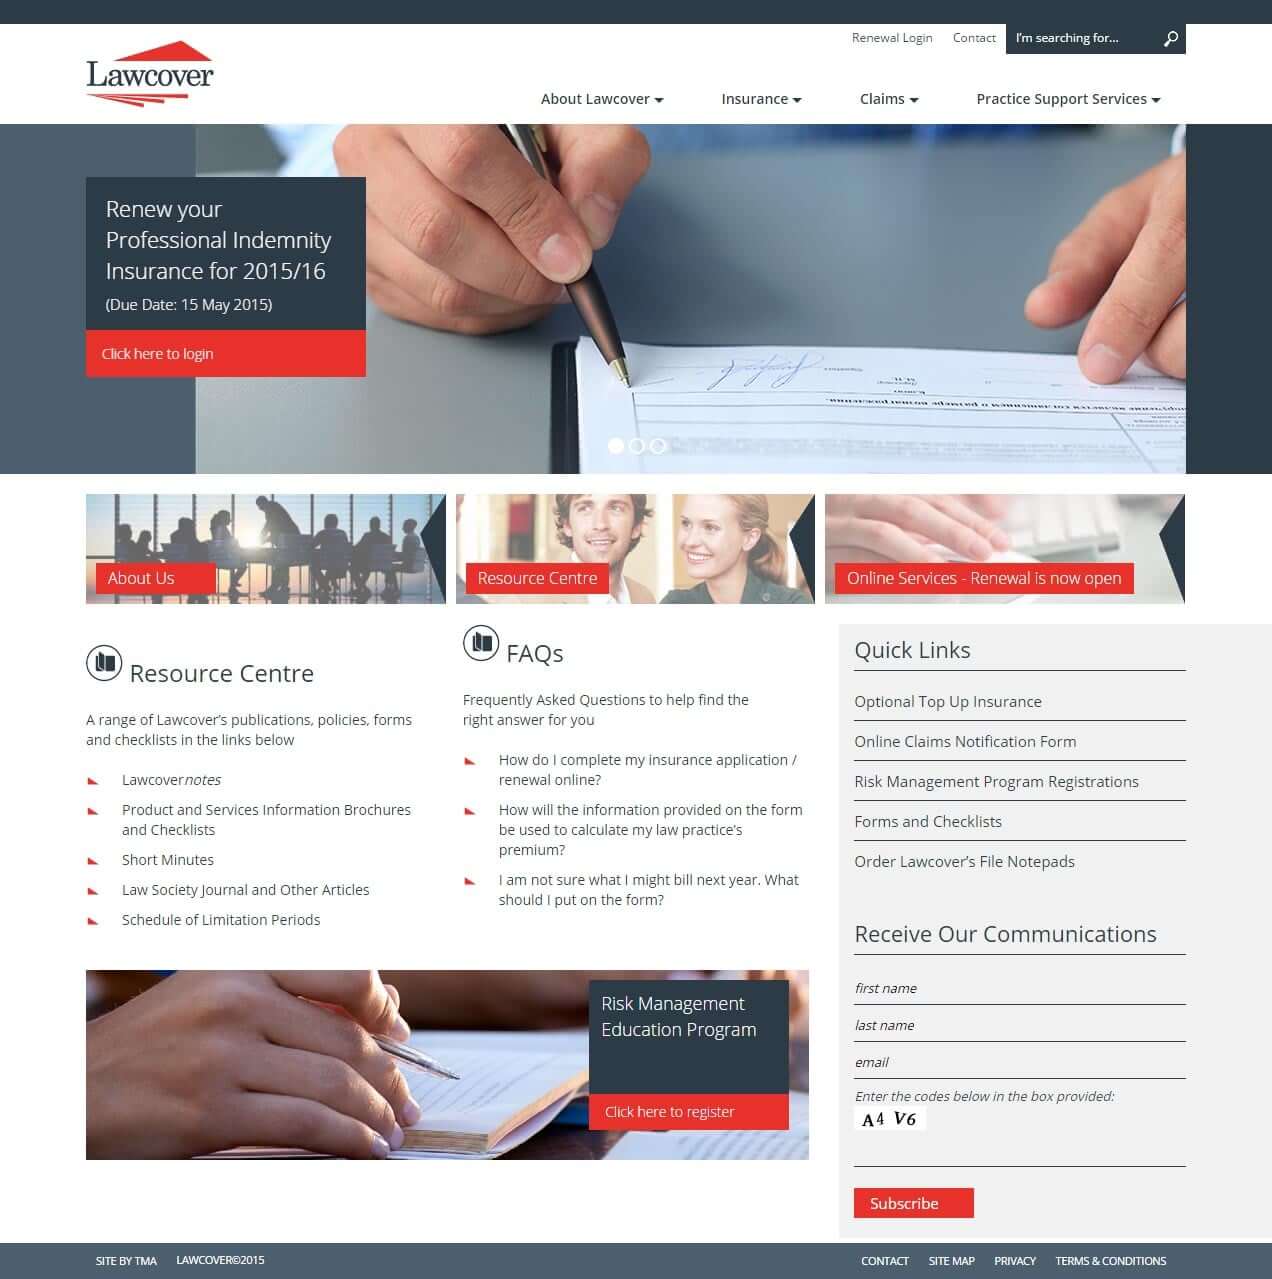 Renewal Login
Contact
I'm searching for...
Lawcover
About Lawcover
Insurance
Claims
Practice Support Services
Renew your
Professional Indemnity
Insurance for 2015/16
(Due Date: 15 May 2015)
Click here to login
About Us
Resource Centre
Online Services - Renewal is now open
Resource Centre
A range of Lawcover's publications, policies, forms
and checklists in the links below
Lawcovernotes
Product and Services Information Brochures
and Checklists
Short Minutes
Law Society Journal and Other Articles
Schedule of Limitation Periods
FAQs
Frequently Asked Questions to help find the
right answer for you
How do I complete my insurance application /
renewal online?
How will the information provided on the form
be used to calculate my law practice's
premium?
I am not sure what I might bill next year. What
should I put on the form?
Risk Management
Education Program
Click here to register
Quick Links
Optional Top Up Insurance
Online Claims Notification Form
Risk Management Program Registrations
Forms and Checklists
Order Lawcover's File Notepads
Receive Our Communications
first name
last name
email
Enter the codes below in the box provided:
A4 V6
Subscribe
SITE BY TMA
LAWCOVER©2015
CONTACT
SITE MAP
PRIVACY
TERMS & CONDITIONS